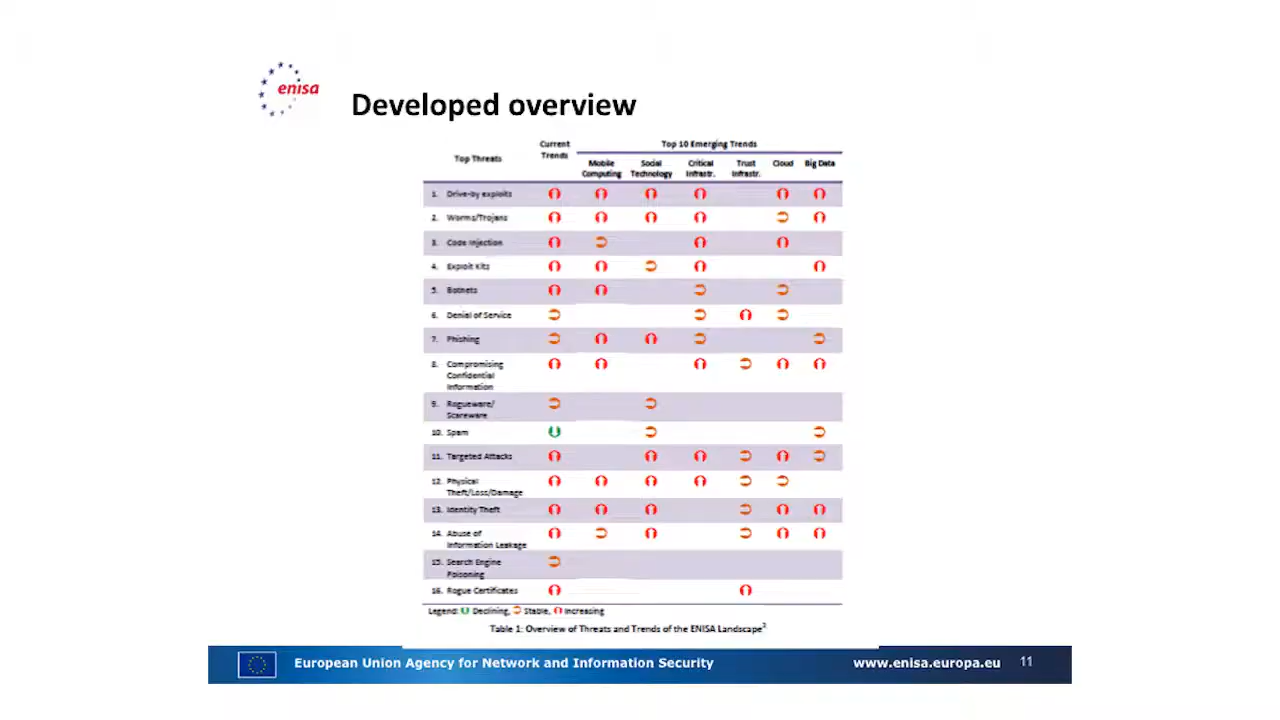 enisa
Developed overview
Top Threats
Current
Trends
Top 10 Emerging Trends
Mobile
Computing
Social
Technology
Critical
Infrastr.
Trust
Infrastr.
Cloud
Big Data
1. Drive-by exploits
2. Worms/Trojans
3. Code Injection
4. Exploit Kits
5. Botnets
6. Denial of Service
7. Phishing
8. Compromising
Confidential
Information
9. Rogueware/
Scareware
10. Spam
11. Targeted Attacks
12. Physical
Theft/Loss/Damage
13. Identity Theft
14. Abuse of
Information Leakage
15. Search Engine
Poisoning
16. Rogue Certificates
Legend: Declining, Stable, Increasing
Table 1: Overview of Threats and Trends of the ENISA Landscape
European Union Agency for Network and Information Security
www.enisa.europa.eu 11